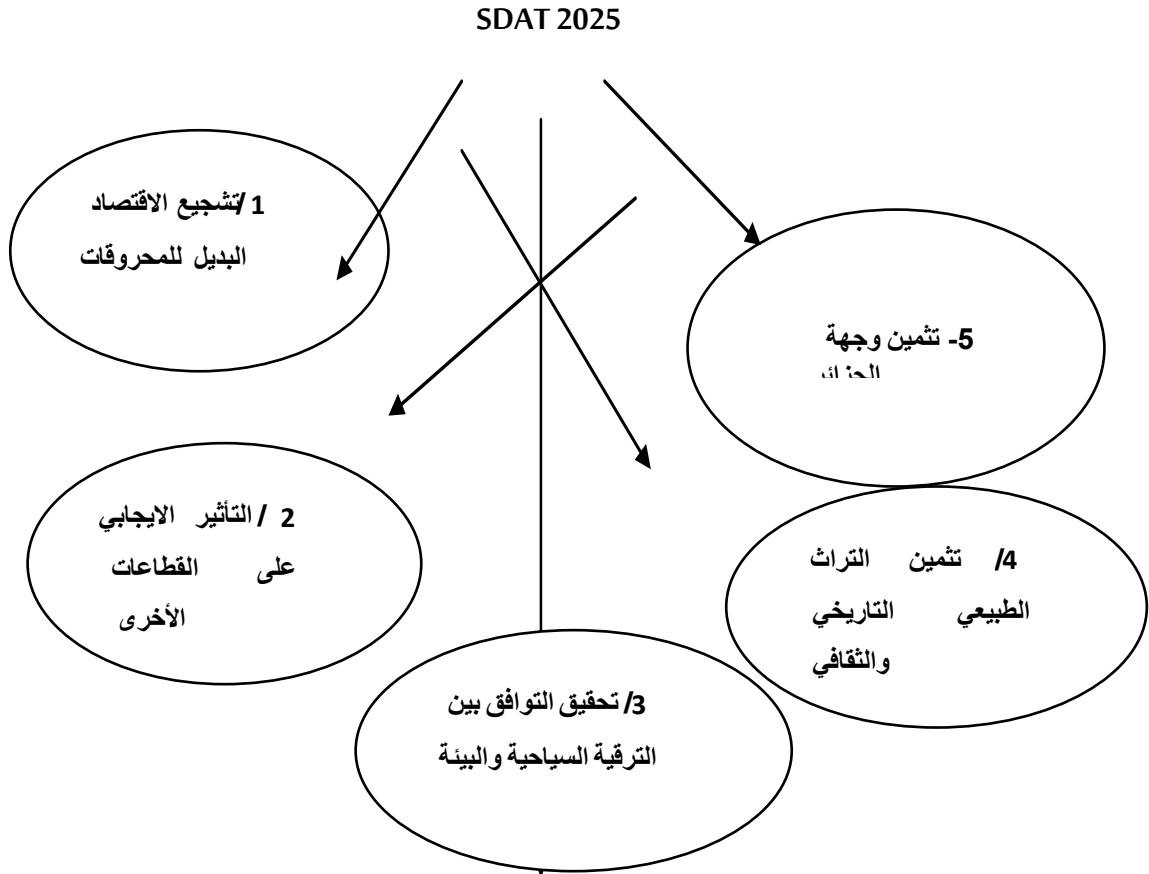 SDAT 2025
1/تشجيع الاقتصاد
البديل للمحروقات
2 / التأثير الايجابي
على القطاعات
الأخرى
3/ تحقيق التوافق بين
الترقية السياحية والبيئة
4/ تثمين التراث
الطبيعي التاريخي
والثقافي
5- تثمين وجهة